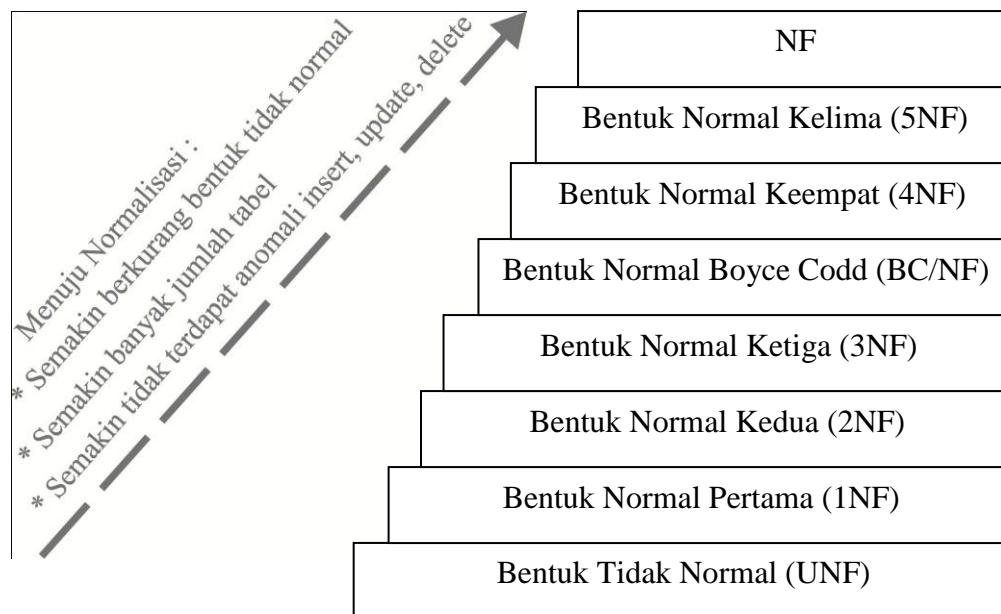 Menuju Normalisasi :
* Semakin berkurang bentuk tidak normal
* Semakin banyak jumlah tabel
* Semakin tidak terdapat anomali insert, update, delete
NF
Bentuk Normal Kelima (5NF)
Bentuk Normal Keempat (4NF)
Bentuk Normal Boyce Codd (BC/NF)
Bentuk Normal Ketiga (3NF)
Bentuk Normal Kedua (2NF)
Bentuk Normal Pertama (1NF)
Bentuk Tidak Normal (UNF)